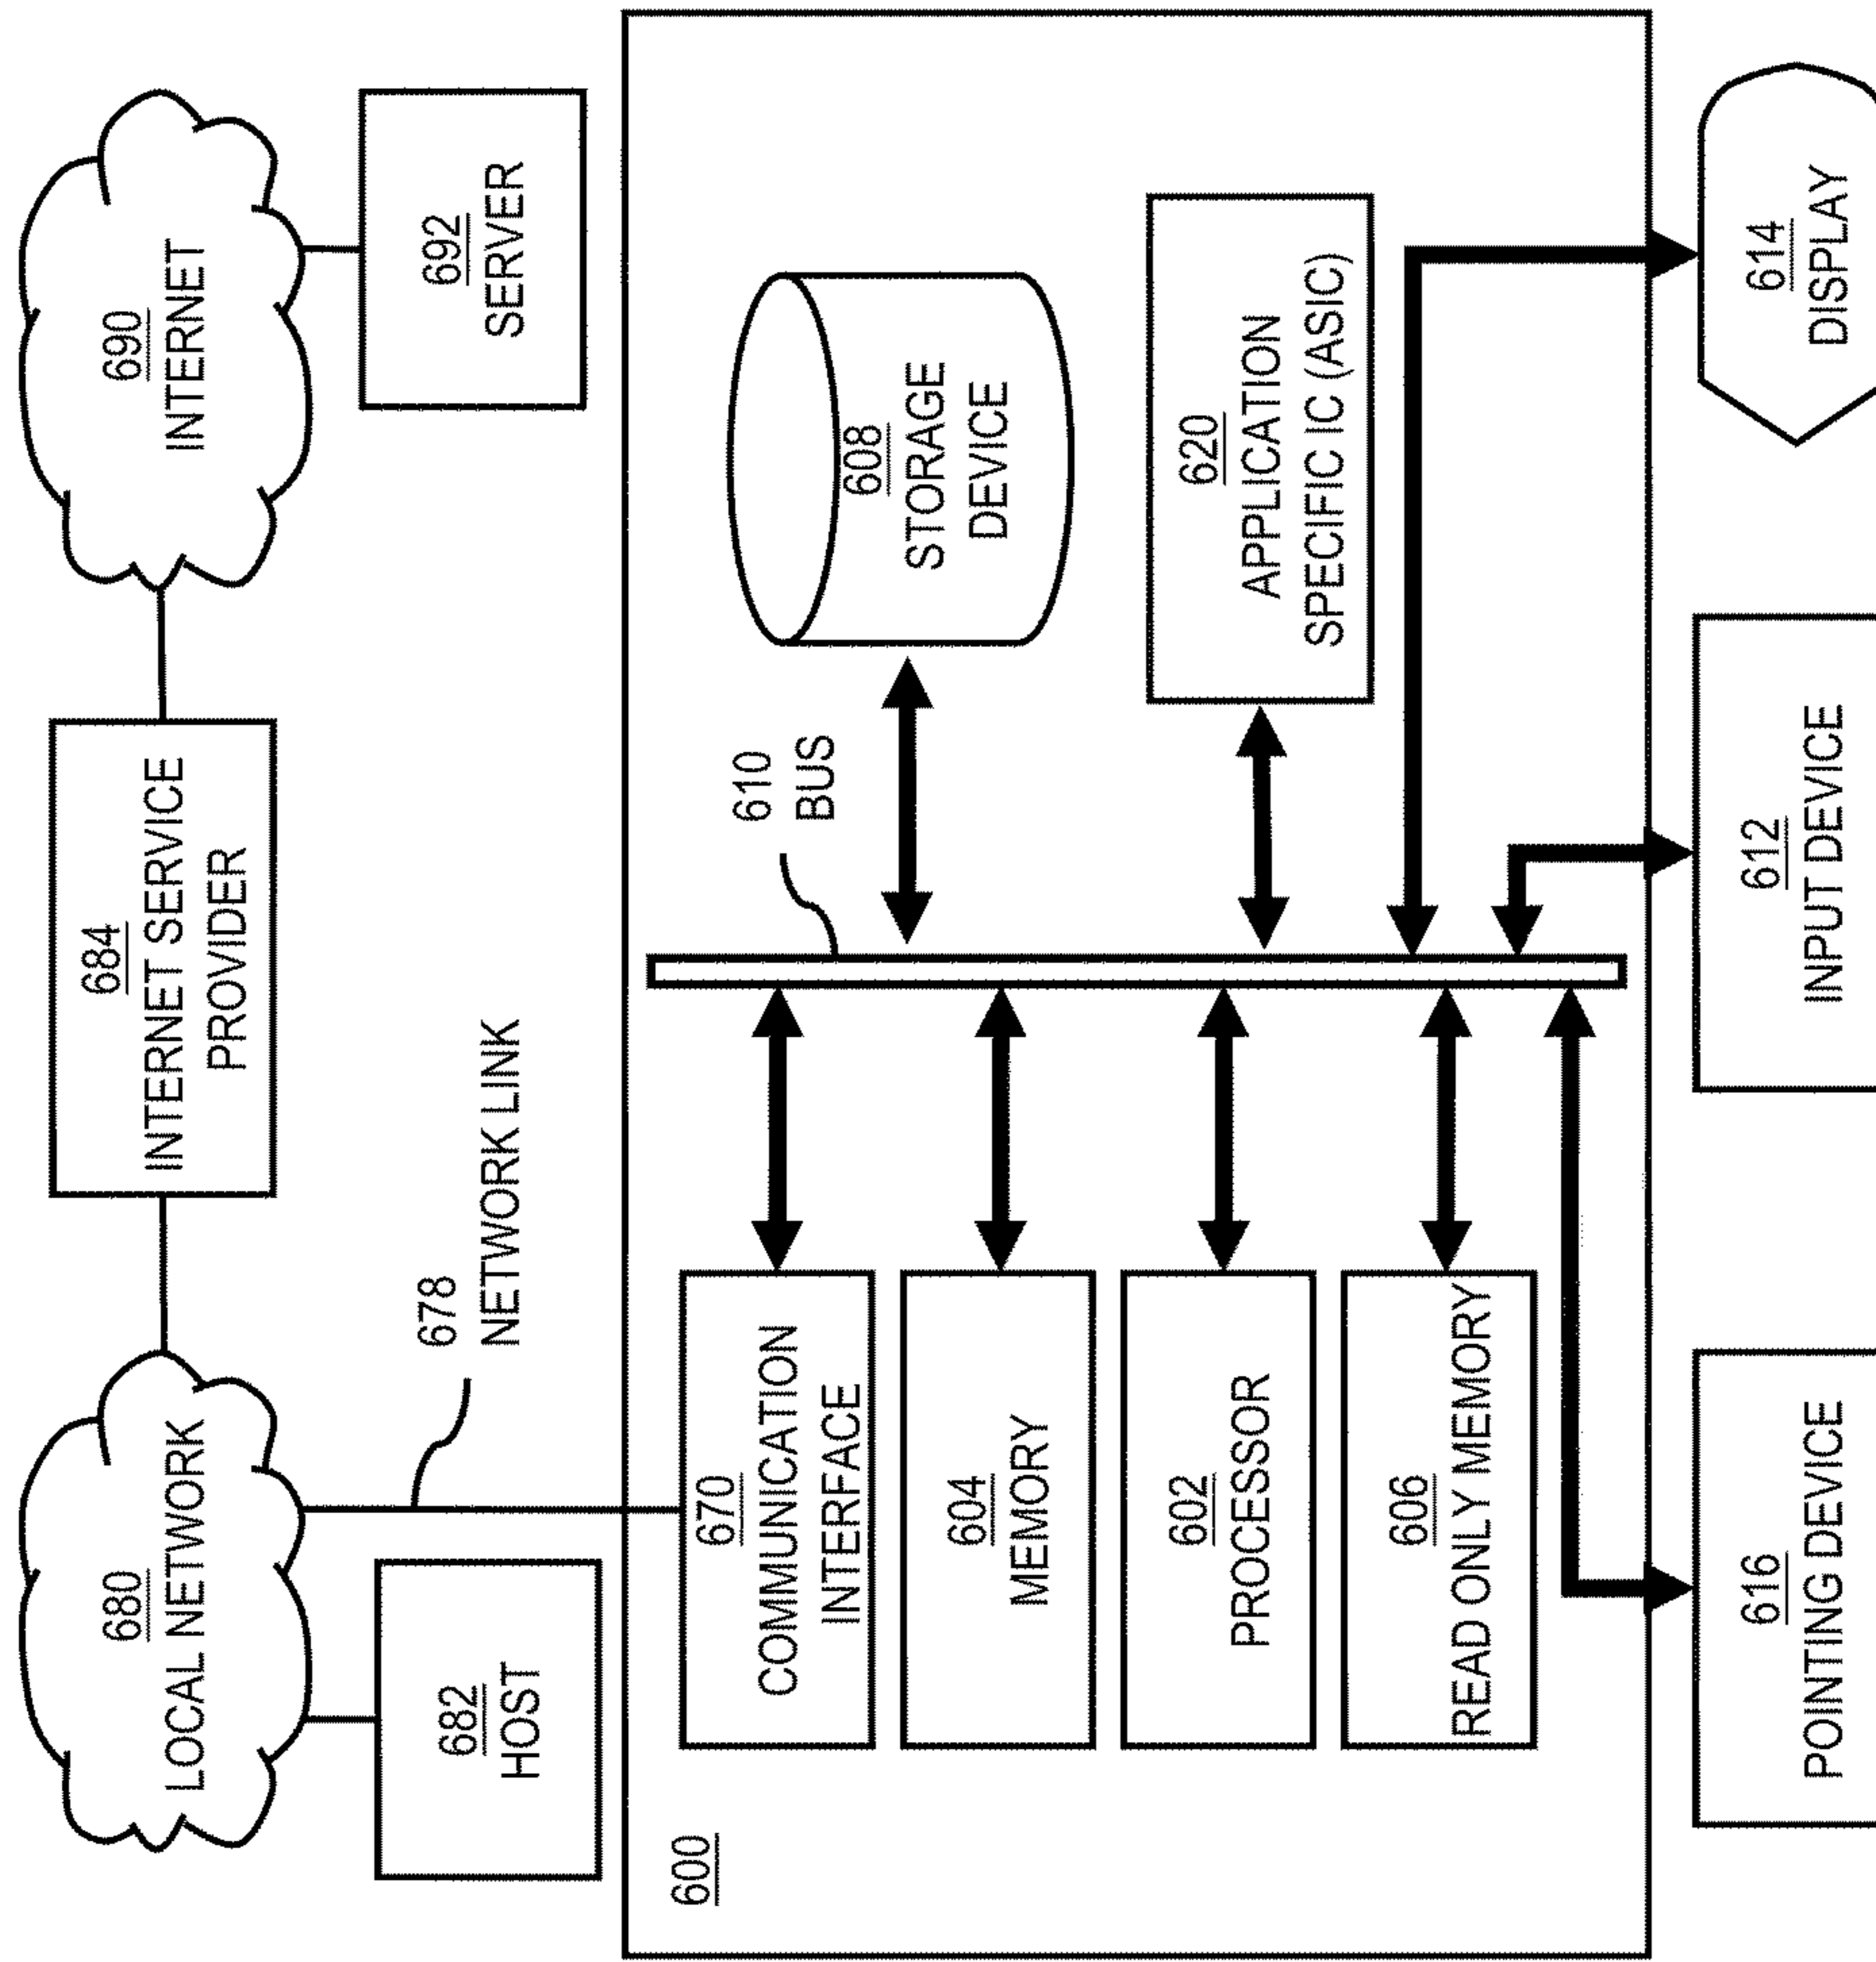 680
LOCAL NETWORK
684
INTERNET SERVICE
PROVIDER
690
INTERNET
682
HOST
678
NETWORK LINK
692
SERVER
600
670
COMMUNICATION
INTERFACE
604
MEMORY
602
PROCESSOR
606
READ ONLY MEMORY
610
BUS
608
STORAGE
DEVICE
620
APPLICATION
SPECIFIC IC (ASIC)
616
POINTING DEVICE
612
INPUT DEVICE
614
DISPLAY